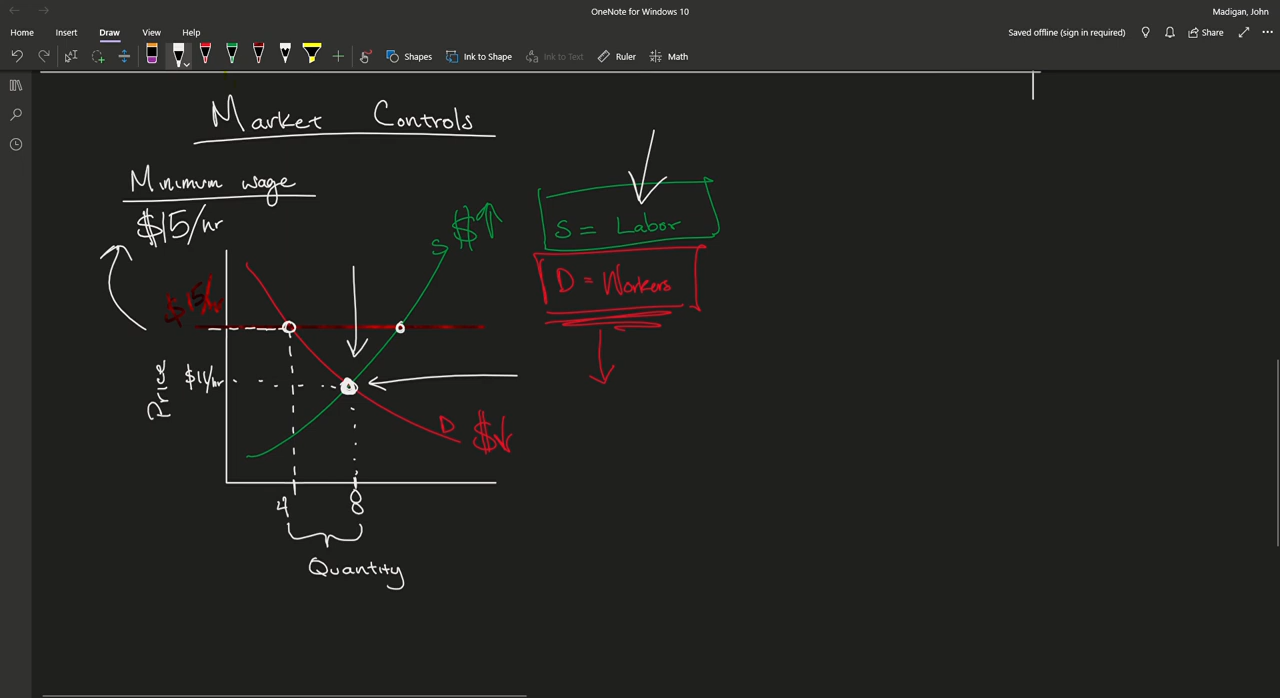 OneNote for Windows 10
Madigan, John
Home Insert Draw View Help
Saved offline (sign in required) Share
Shapes Ink to Shape Ink to Text Ruler Math
Market Controls
Minimum wage
$15/hr
S $↑
S = Labor
D = Workers
$15/hr
Price
$11/hr
D $↓
4 8
Quantity